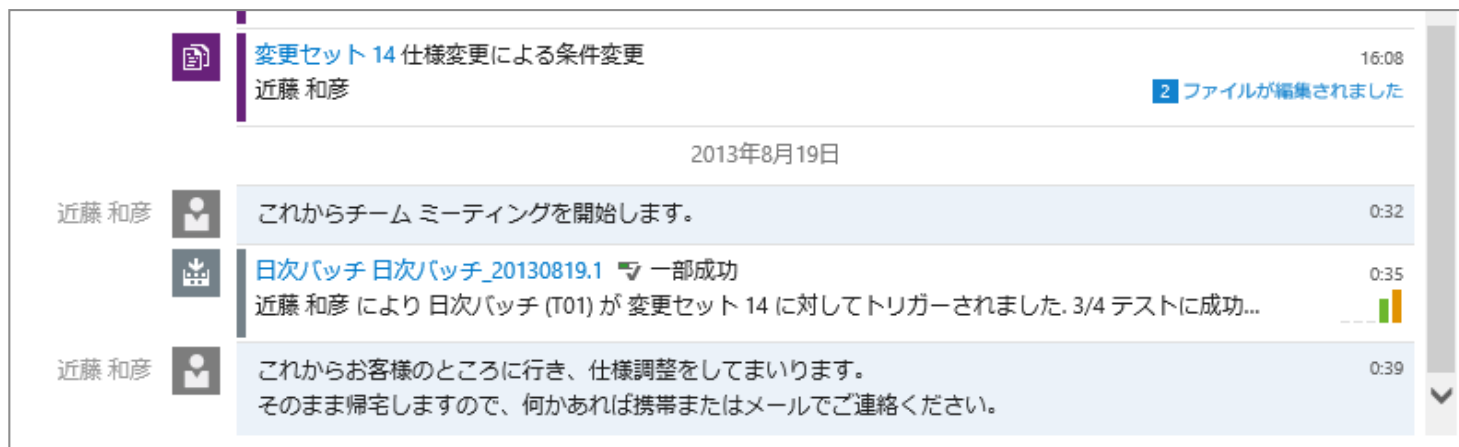 変更セット 14 仕様変更による条件変更 16:08
近藤 和彦 2 ファイルが編集されました
2013年8月19日
近藤 和彦 これからチーム ミーティングを開始します。 0:32
日次バッチ 日次バッチ_20130819.1 一部成功 0:35
近藤 和彦 により 日次バッチ (T01) が 変更セット 14 に対してトリガーされました. 3/4 テストに成功...
近藤 和彦 これからお客様のところに行き、仕様調整をしてまいります。 0:39
そのまま帰宅しますので、何かあれば携帯またはメールでご連絡ください。